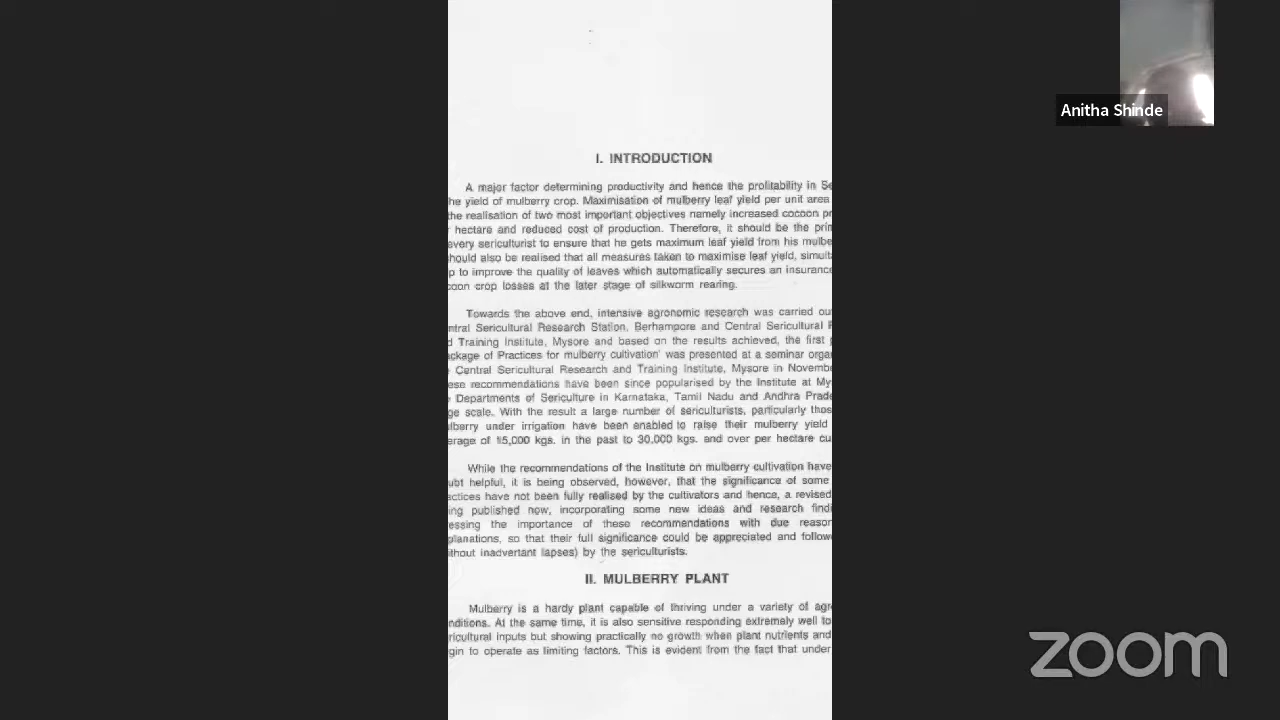 Anitha Shinde
I. INTRODUCTION
A major factor determining productivity and hence the profitability in Se
he yield of mulberry crop. Maximisation of mulberry leaf yield per unit area
the realisation of two most important objectives namely increased cocoon pr
r hectare and reduced cost of production. Therefore, it should be the prim
every sericulturist to ensure that he gets maximum leaf yield from his mulbe
hould also be realised that all measures taken to maximise leaf yield, simult
p to improve the quality of leaves which automatically secures an insurance
coon crop losses at the later stage of silkworm rearing.
Towards the above end, intensive agronomic research was carried ou
ntral Sericultural Research Station, Berhampore and Central Sericultural R
d Training Institute, Mysore and based on the results achieved, the first p
ackage of Practices for mulberry cultivation' was presented at a seminar orga
e Central Sericultural Research and Training Institute, Mysore in Novembe
ese recommendations have been since popularised by the Institute at My
e Departments of Sericulture in Karnataka, Tamil Nadu and Andhra Prade
ge scale. With the result a large number of sericulturists, particularly thos
ulberry under irrigation have been enabled to raise their mulberry yield
erage of 15,000 kgs. in the past to 30,000 kgs. and over per hectare cu
While the recommendations of the Institute on mulberry cultivation have
ubt helpful, it is being observed, however, that the significance of some
actices have not been fully realised by the cultivators and hence, a revised
ing published now, incorporating some new ideas and research findi
essing the importance of these recommendations with due reason
planations, so that their full significance could be appreciated and follow
ithout inadvertent lapses) by the sericulturists.
II. MULBERRY PLANT
Mulberry is a hardy plant capable of thriving under a variety of agr
nditions. At the same time, it is also sensitive responding extremely well to
ricultural inputs but showing practically no growth when plant nutrients and
gin to operate as limiting factors. This is evident from the fact that under
zoom